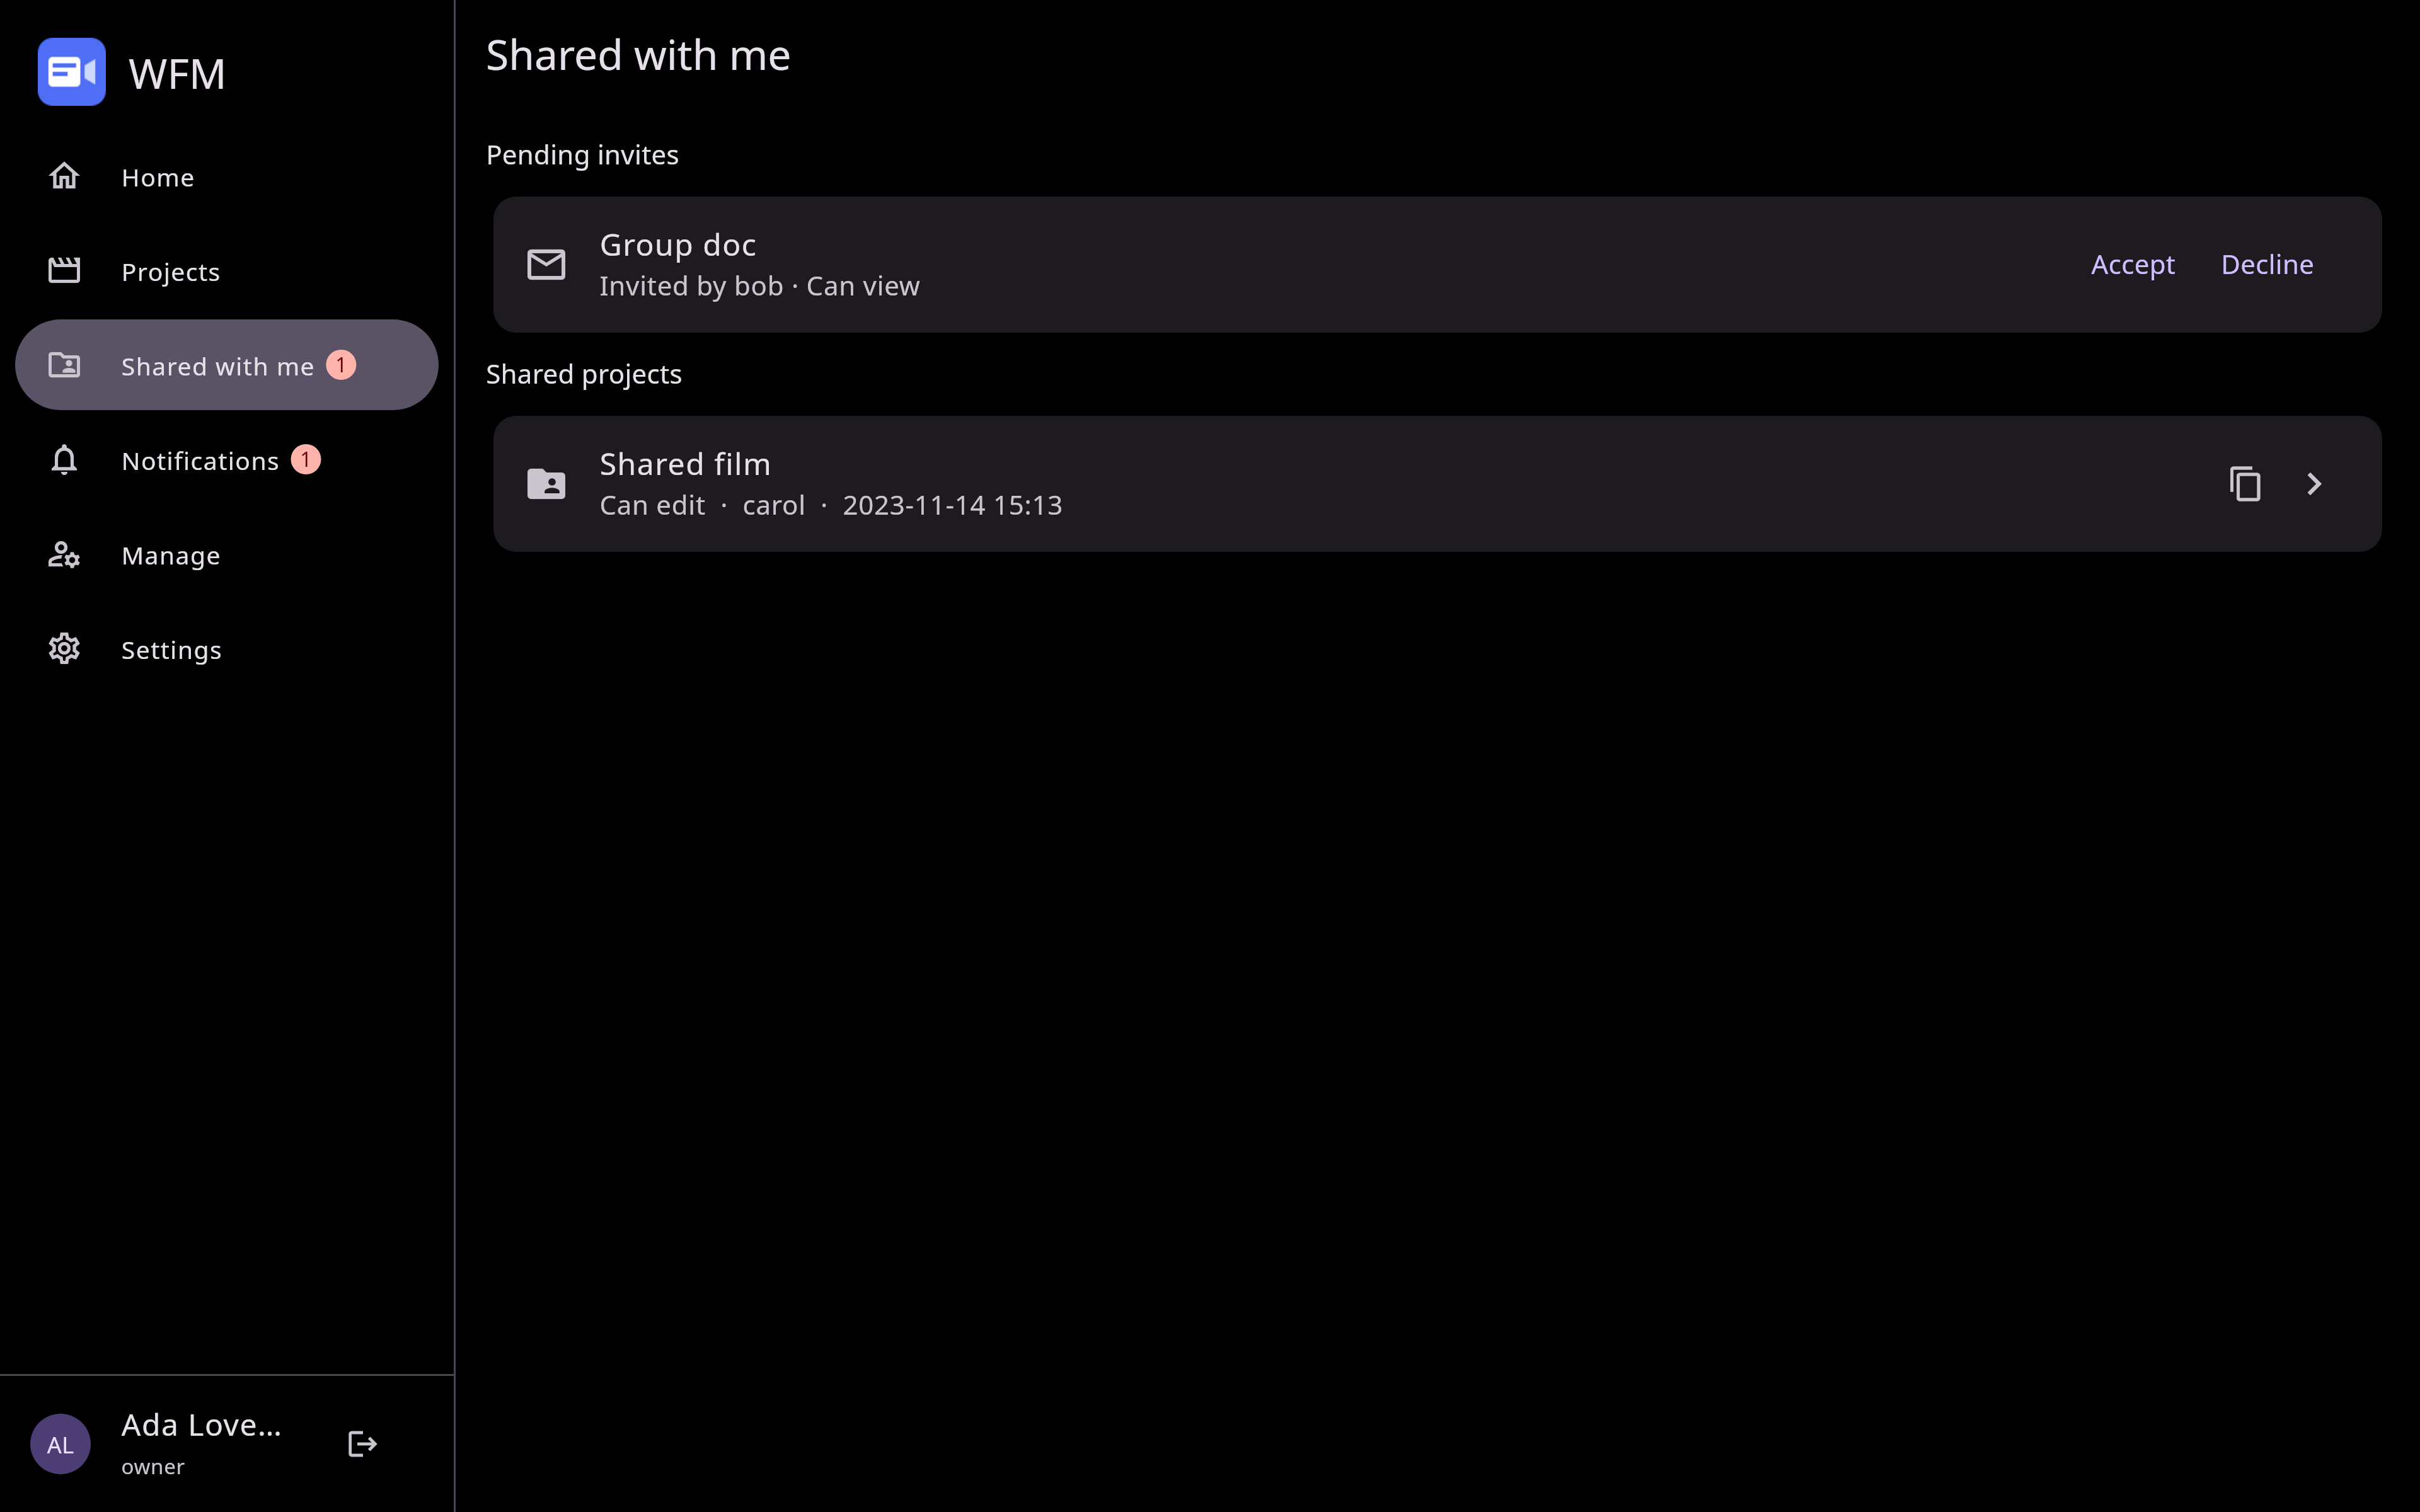 WFM
Home
Projects
Shared with me 1
Notifications 1
Manage
Settings
Ada Love...
AL
owner
Shared with me
Pending invites
Group doc
Invited by bob · Can view
Accept Decline
Shared projects
Shared film
Can edit · carol · 2023-11-14 15:13